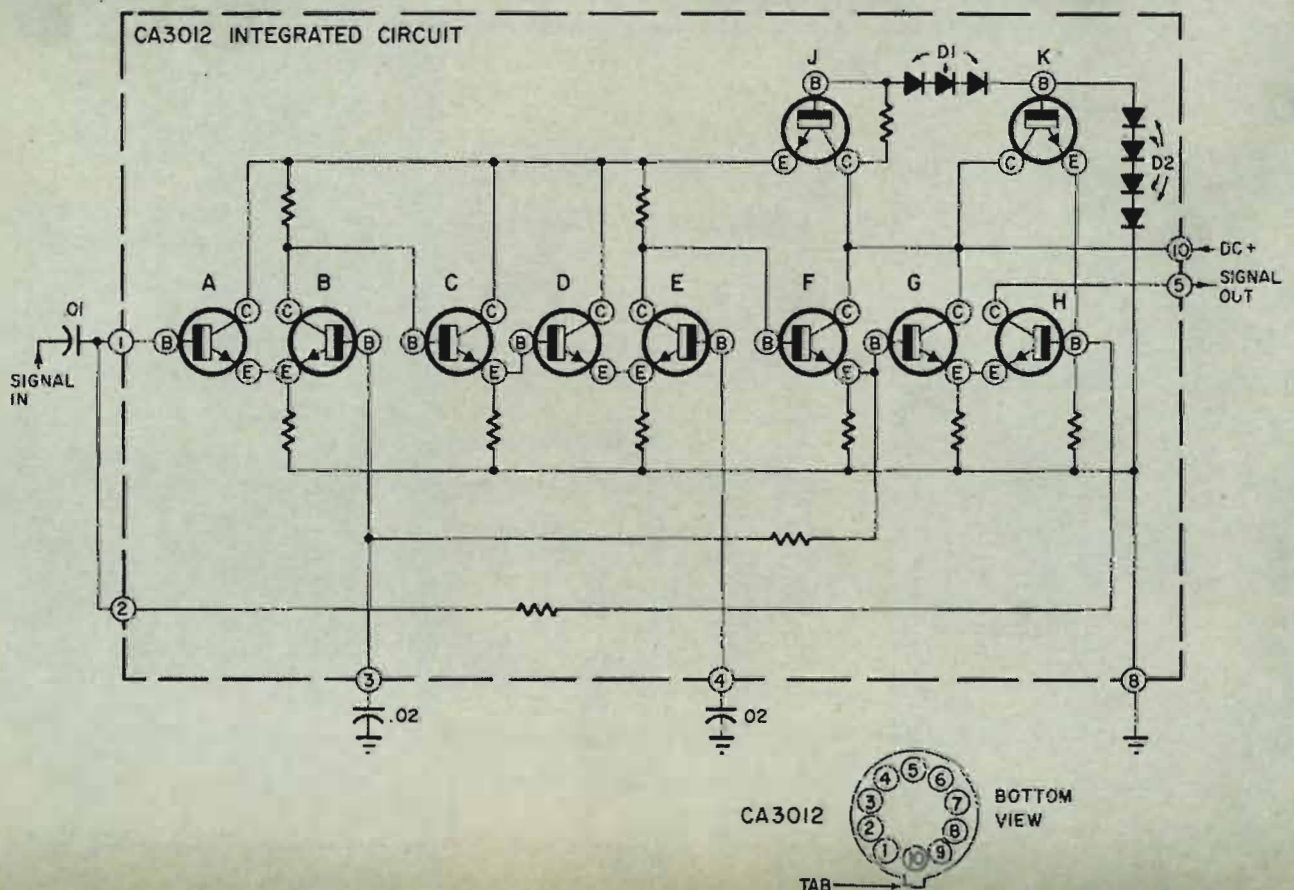 CA3012 INTEGRATED CIRCUIT
J
D1
K
B
B
E
C
C
E
D2
10
DC+
5
SIGNAL OUT
A
B
C
D
E
F
G
H
C
C
C
C
C
C
C
C
.01
1
B
B
B
B
B
B
B
B
SIGNAL IN
E
E
E
E
E
E
E
E
2
3
4
8
.02
02
CA3012
1
2
3
4
5
6
7
8
9
10
BOTTOM VIEW
TAB